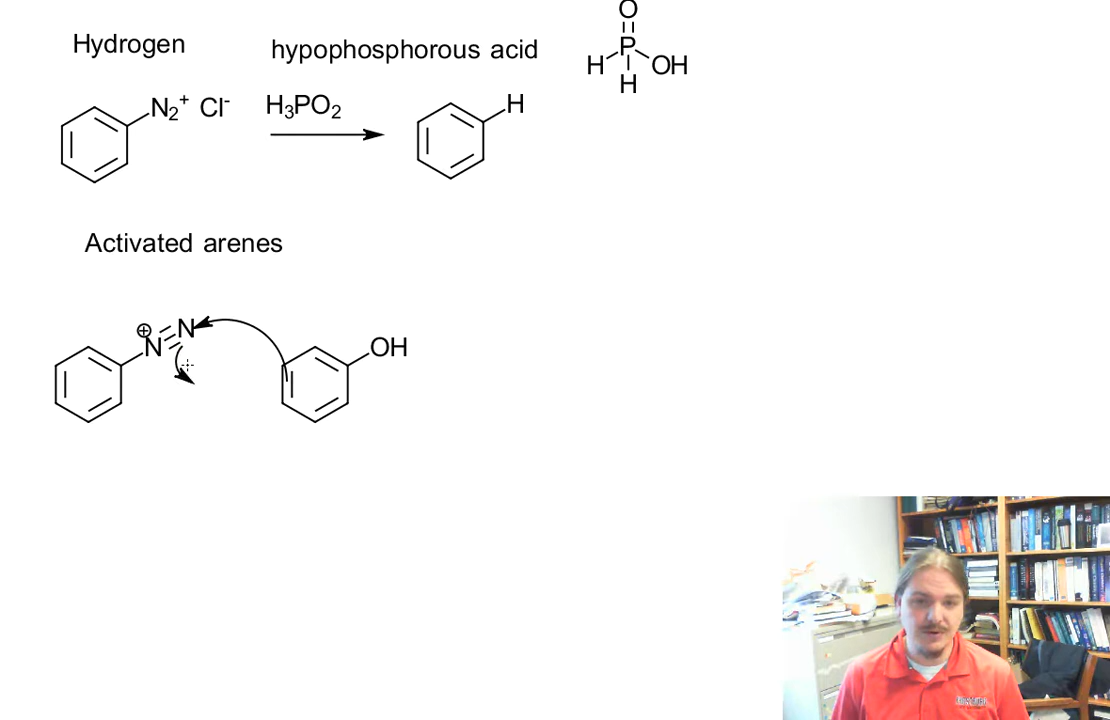 Hydrogen
hypophosphorous acid
O
P
H
OH
H
N2+ Cl-
H3PO2
H
Activated arenes
⊕
N
N
OH